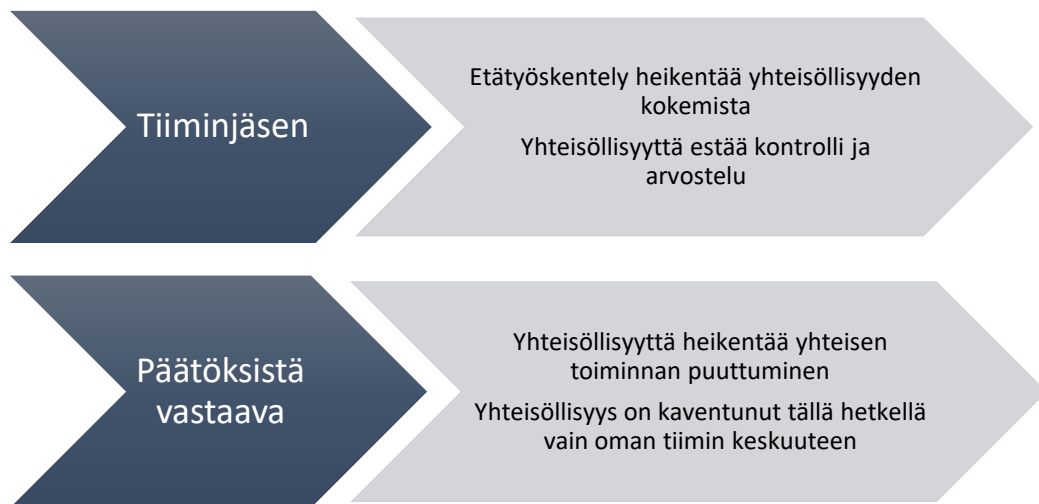 Tiiminjäsen
Etätyöskentely heikentää yhteisöllisyyden
kokemista
Yhteisöllisyyttä estää kontrolli ja
arvostelu
Päätöksistä
vastaava
Yhteisöllisyyttä heikentää yhteisen
toiminnan puuttuminen
Yhteisöllisyys on kaventunut tällä hetkellä
vain oman tiimin keskuuteen